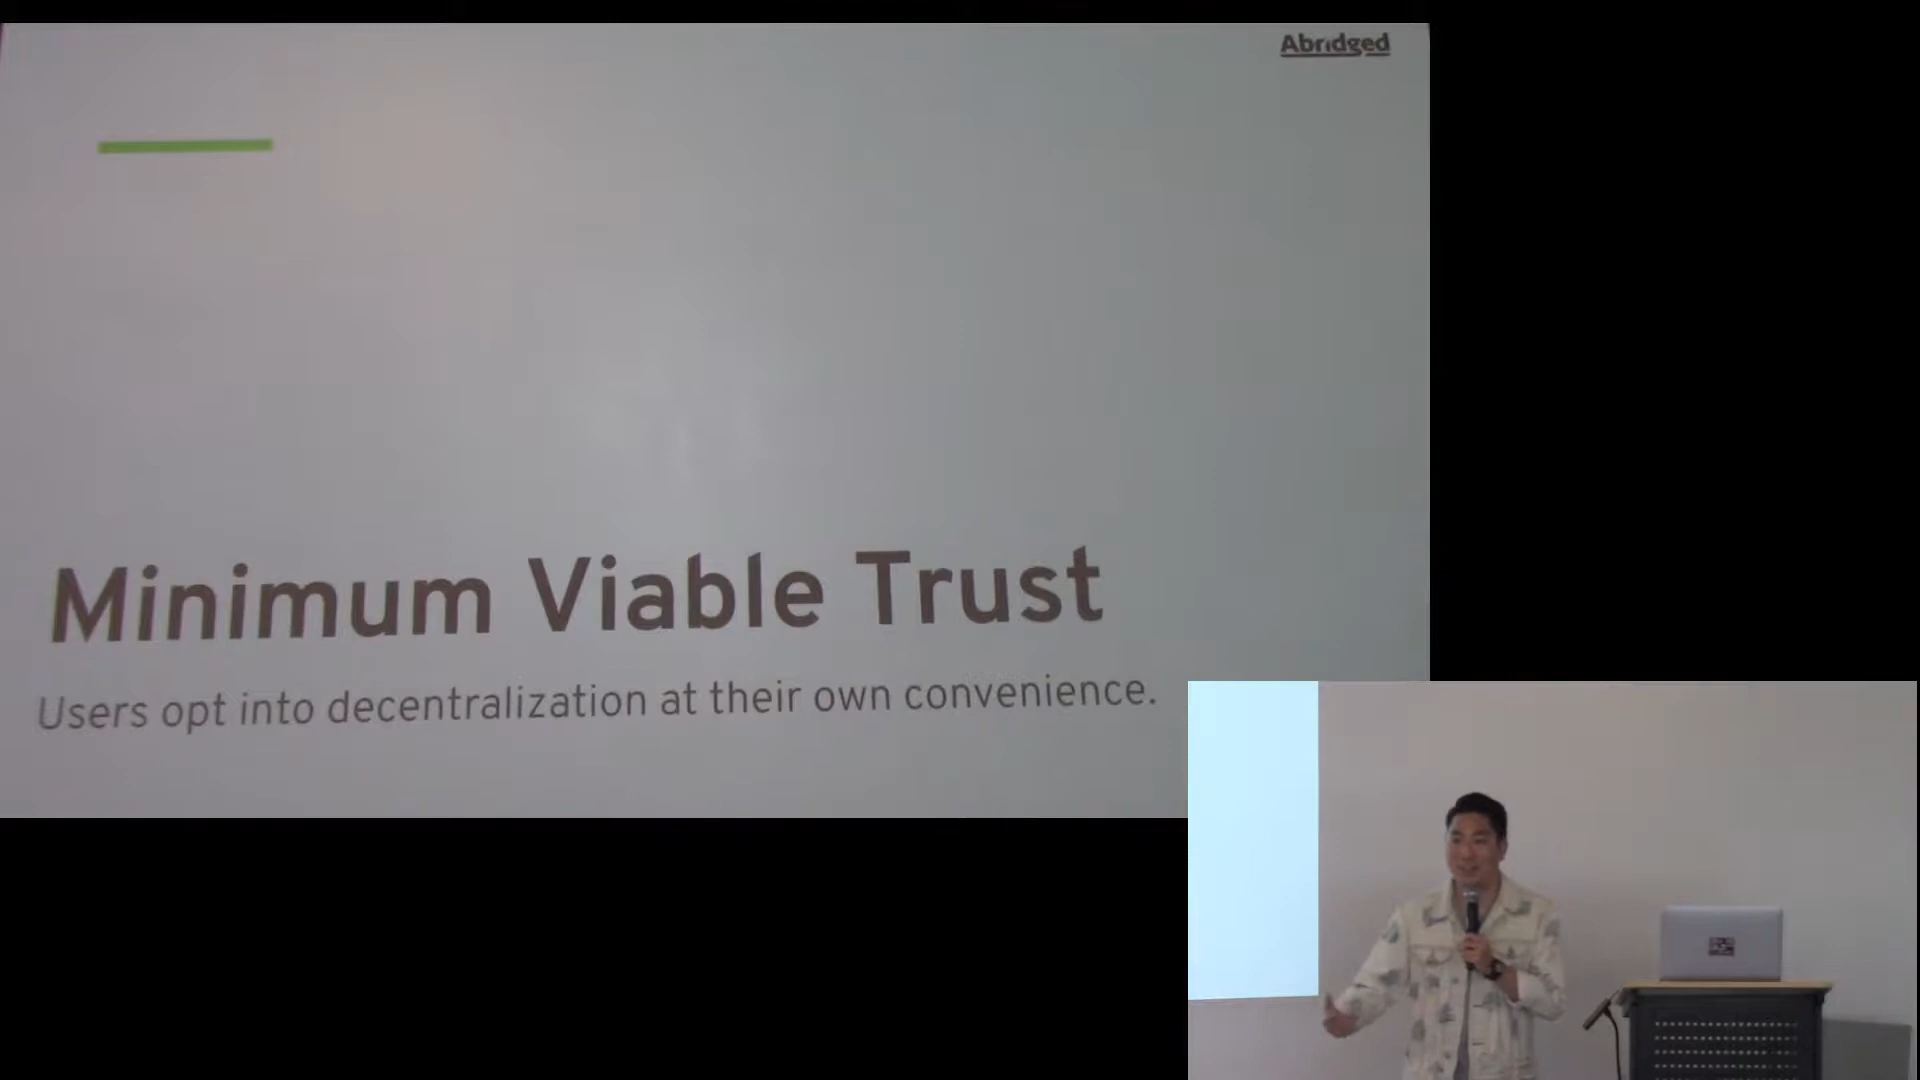 Abridged
Minimum Viable Trust
Users opt into decentralization at their own convenience.